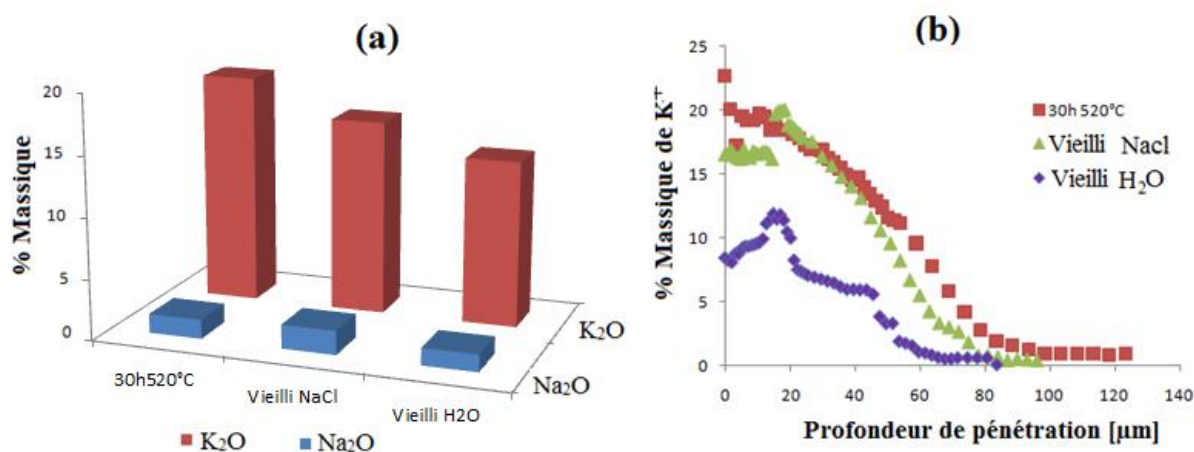 (a)
% Massique
20
15
10
5
0
30h520°C
Vieilli NaCl
Vieilli H2O
K₂O
Na₂O
K₂O Na₂O
(b)
% Massique de K⁺
25
20
15
10
5
0
30h 520°C
Vieilli Nacl
Vieilli H₂O
0 20 40 60 80 100 120 140
Profondeur de pénétration [µm]